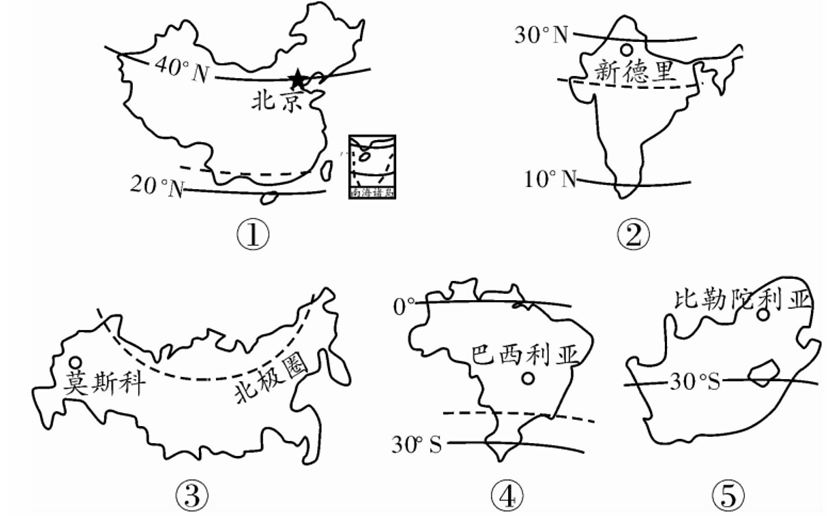 40°N
北京
20°N
南海诸岛
①
30°N
新德里
10°N
②
莫斯科
北极圈
③
0°
巴西利亚
30°S
④
比勒陀利亚
30°S
⑤